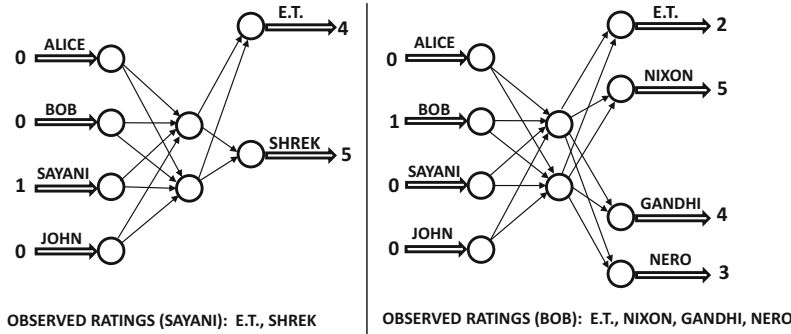 E.T.
4
0 ALICE
0 BOB
SHREK
5
1 SAYANI
0 JOHN
OBSERVED RATINGS (SAYANI): E.T., SHREK
E.T.
2
0 ALICE
NIXON
5
1 BOB
0 SAYANI
GANDHI
4
0 JOHN
NERO
3
OBSERVED RATINGS (BOB): E.T., NIXON, GANDHI, NERO